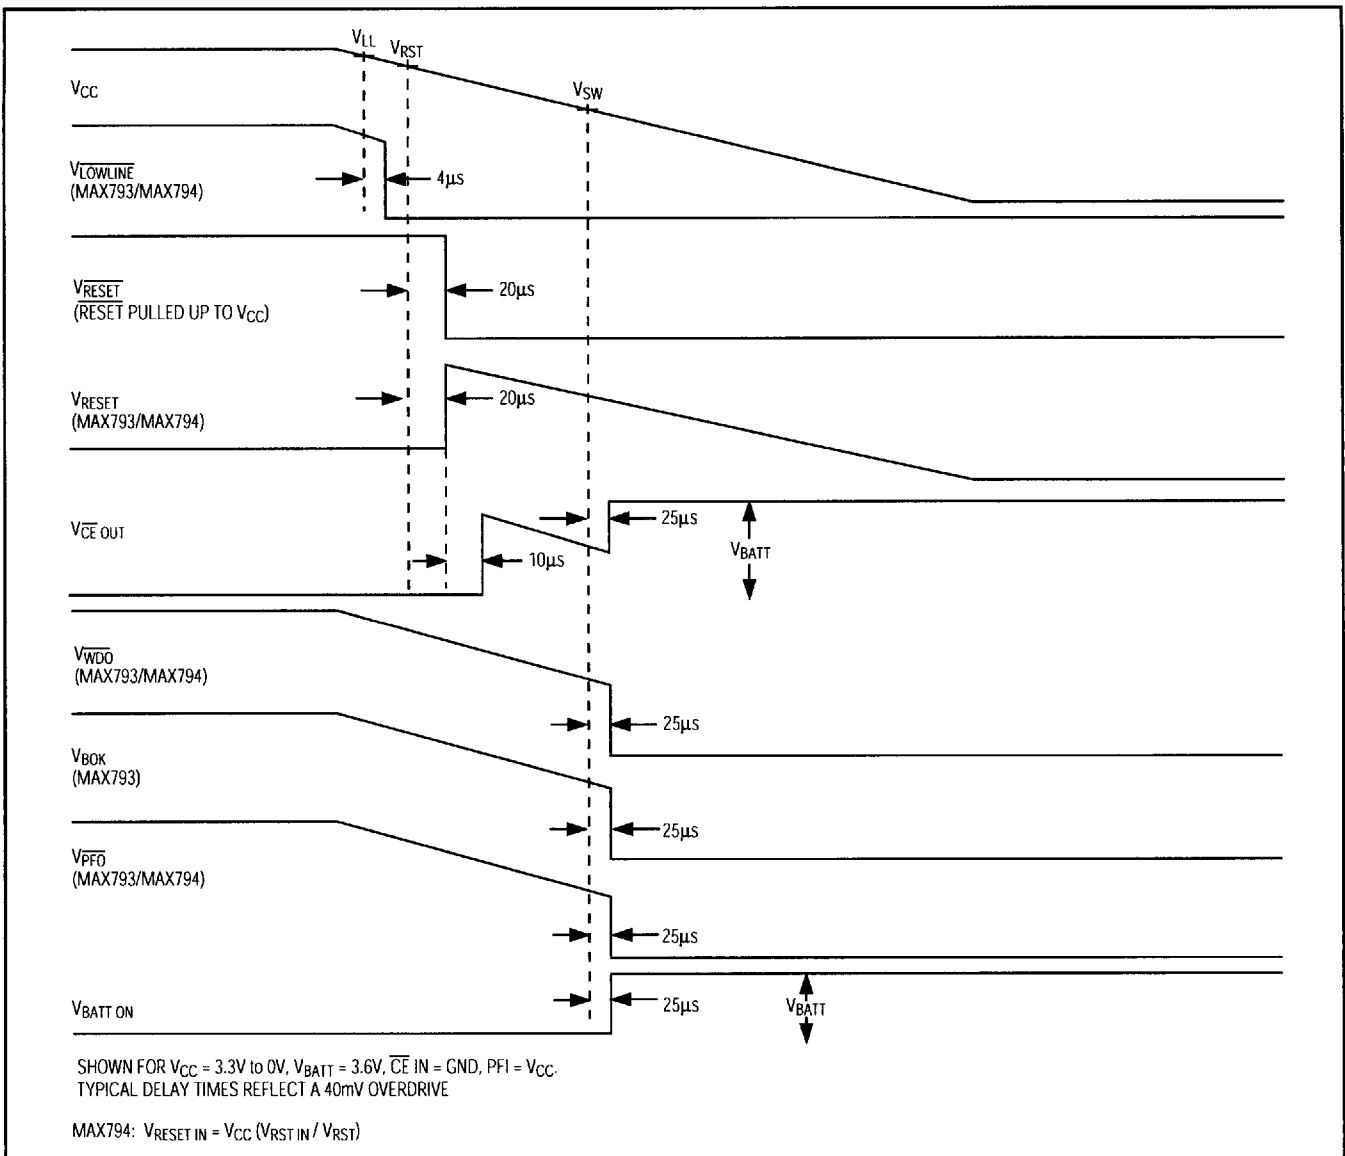 VLL
VRST
VCC
VSW
VLOWLINE
(MAX793/MAX794)
4µs
VRESET
(RESET PULLED UP TO VCC)
20µs
VRESET
(MAX793/MAX794)
20µs
VCE OUT
25µs
VBATT
10µs
VWDO
(MAX793/MAX794)
25µs
VBOK
(MAX793)
25µs
VPFO
(MAX793/MAX794)
25µs
VBATT ON
25µs
VBATT
SHOWN FOR VCC = 3.3V to 0V, VBATT = 3.6V, CE IN = GND, PFI = VCC.
TYPICAL DELAY TIMES REFLECT A 40mV OVERDRIVE
MAX794: VRESET IN = VCC (VRST IN / VRST)